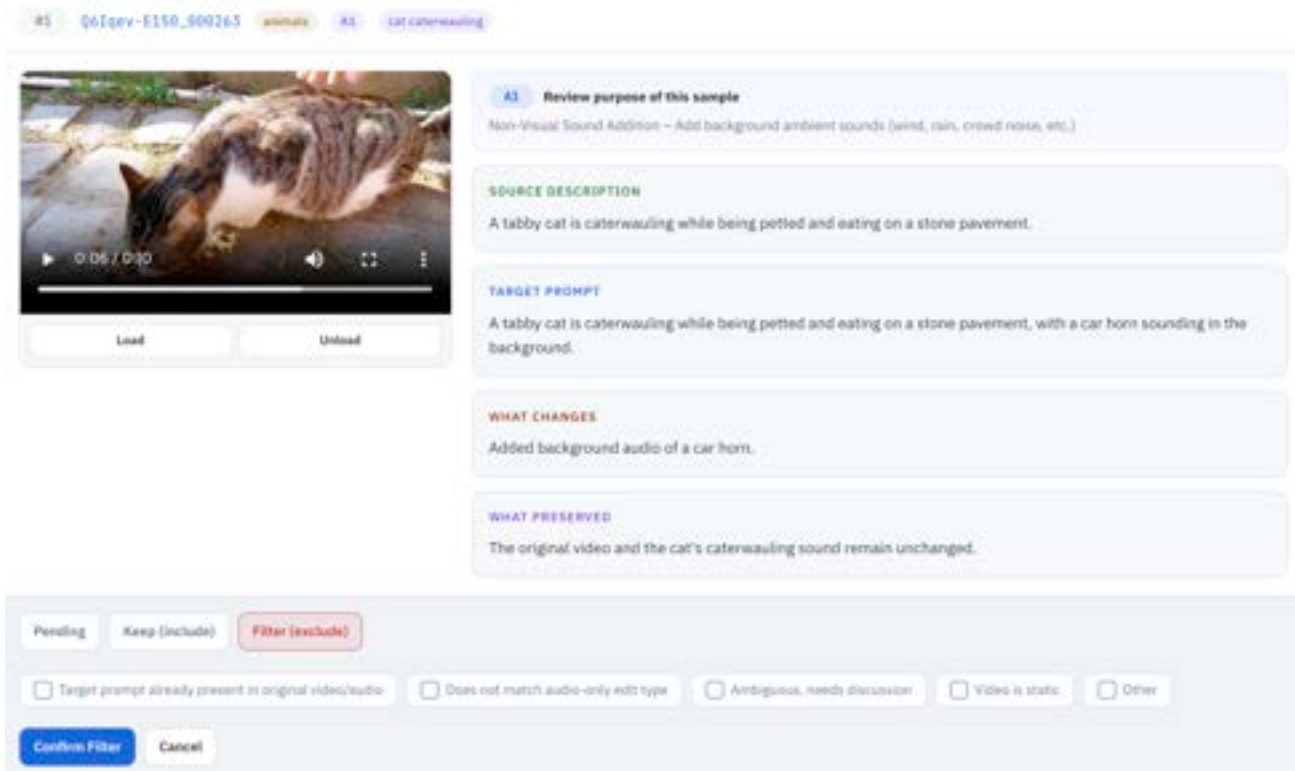 #1 Q6Iqev-E1S0_000263 animals A1 cat caterwauling
A1 Review purpose of this sample
Non-Visual Sound Addition – Add background ambient sounds (wind, rain, crowd noise, etc.)
SOURCE DESCRIPTION
A tabby cat is caterwauling while being petted and eating on a stone pavement.
0:06 / 0:10
TARGET PROMPT
A tabby cat is caterwauling while being petted and eating on a stone pavement, with a car horn sounding in the
background.
Load Unload
WHAT CHANGES
Added background audio of a car horn.
WHAT PRESERVED
The original video and the cat's caterwauling sound remain unchanged.
Pending Keep (include) Filter (exclude)
Target prompt already present in original video/audio Does not match audio-only edit type Ambiguous, needs discussion Video is static Other
Confirm Filter Cancel